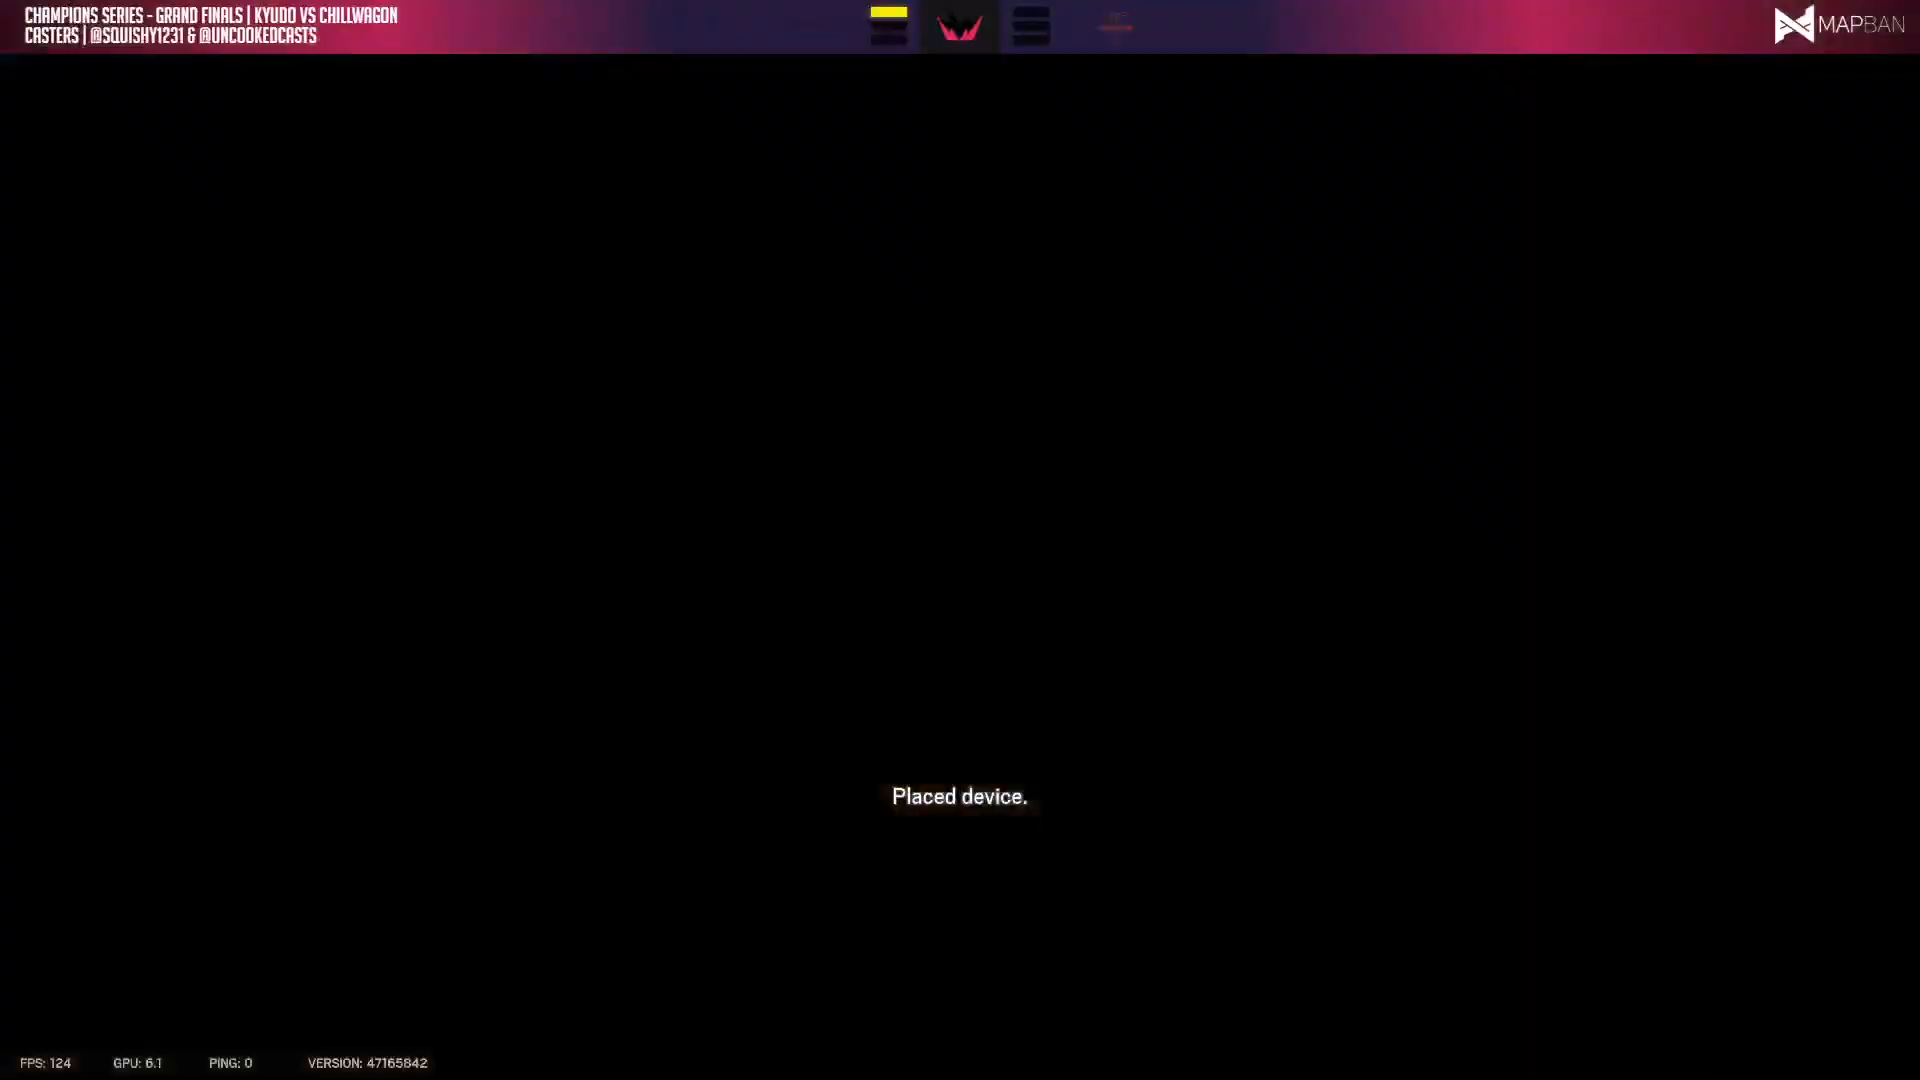 CHAMPIONS SERIES - GRAND FINALS | KYUDO VS CHILLWAGON
CASTERS | @SQUISHY1231 & @UNCOOKEDCASTS
MAPBAN
Placed device.
FPS: 124 GPU: 6.1 PING: 0 VERSION: 47165842